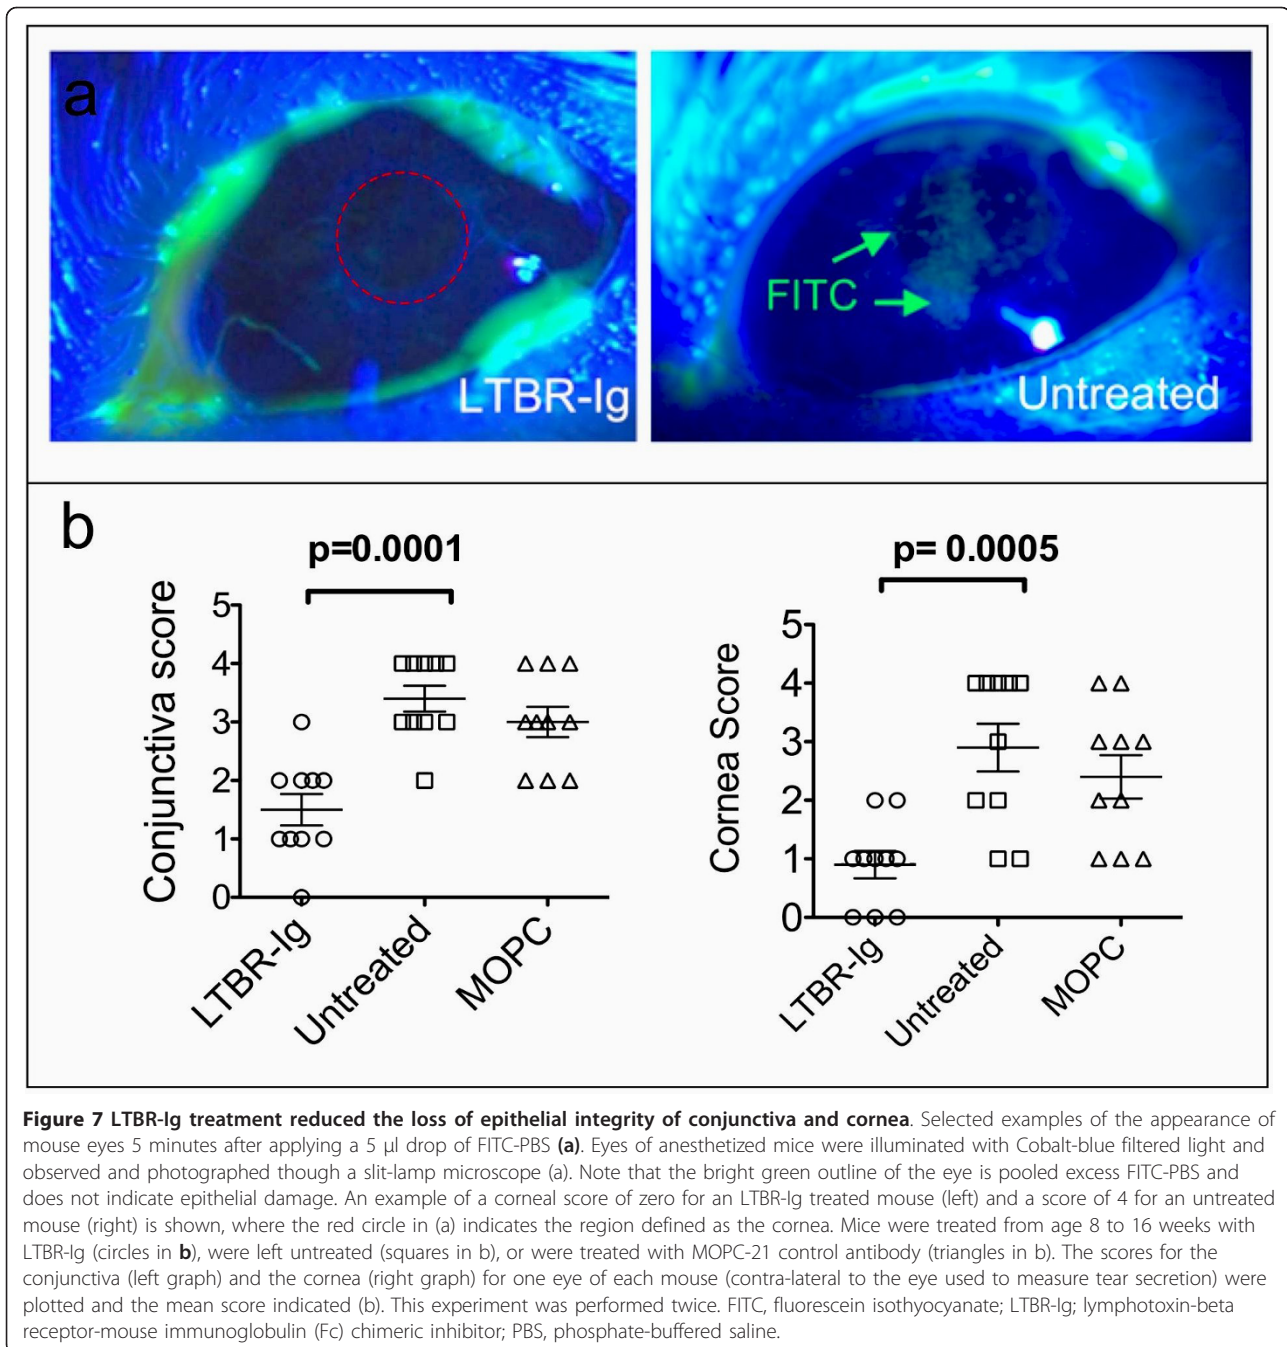 a
LTBR-Ig
FITC
Untreated
b
p=0.0001
Conjunctiva score
5
4
3
2
1
0
LTBR-Ig
Untreated
MOPC
p= 0.0005
Cornea Score
5
4
3
2
1
0
LTBR-Ig
Untreated
MOPC
Figure 7 LTBR-Ig treatment reduced the loss of epithelial integrity of conjunctiva and cornea. Selected examples of the appearance of
mouse eyes 5 minutes after applying a 5 μl drop of FITC-PBS (a). Eyes of anesthetized mice were illuminated with Cobalt-blue filtered light and
observed and photographed though a slit-lamp microscope (a). Note that the bright green outline of the eye is pooled excess FITC-PBS and
does not indicate epithelial damage. An example of a corneal score of zero for an LTBR-Ig treated mouse (left) and a score of 4 for an untreated
mouse (right) is shown, where the red circle in (a) indicates the region defined as the cornea. Mice were treated from age 8 to 16 weeks with
LTBR-Ig (circles in b), were left untreated (squares in b), or were treated with MOPC-21 control antibody (triangles in b). The scores for the
conjunctiva (left graph) and the cornea (right graph) for one eye of each mouse (contra-lateral to the eye used to measure tear secretion) were
plotted and the mean score indicated (b). This experiment was performed twice. FITC, fluorescein isothyocyanate; LTBR-Ig; lymphotoxin-beta
receptor-mouse immunoglobulin (Fc) chimeric inhibitor; PBS, phosphate-buffered saline.